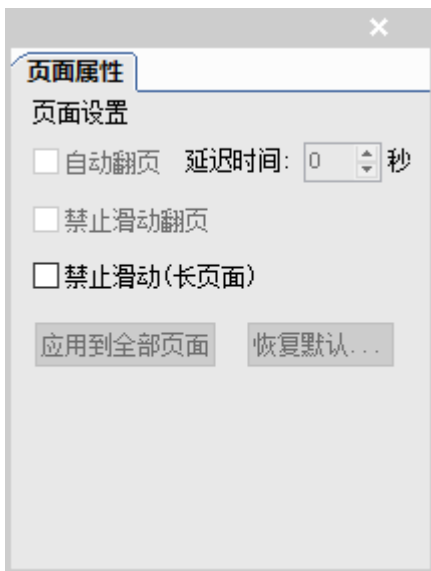 页面属性
页面设置
自动翻页 延迟时间: 0 秒
禁止滑动翻页
禁止滑动(长页面)
应用到全部页面 恢复默认...